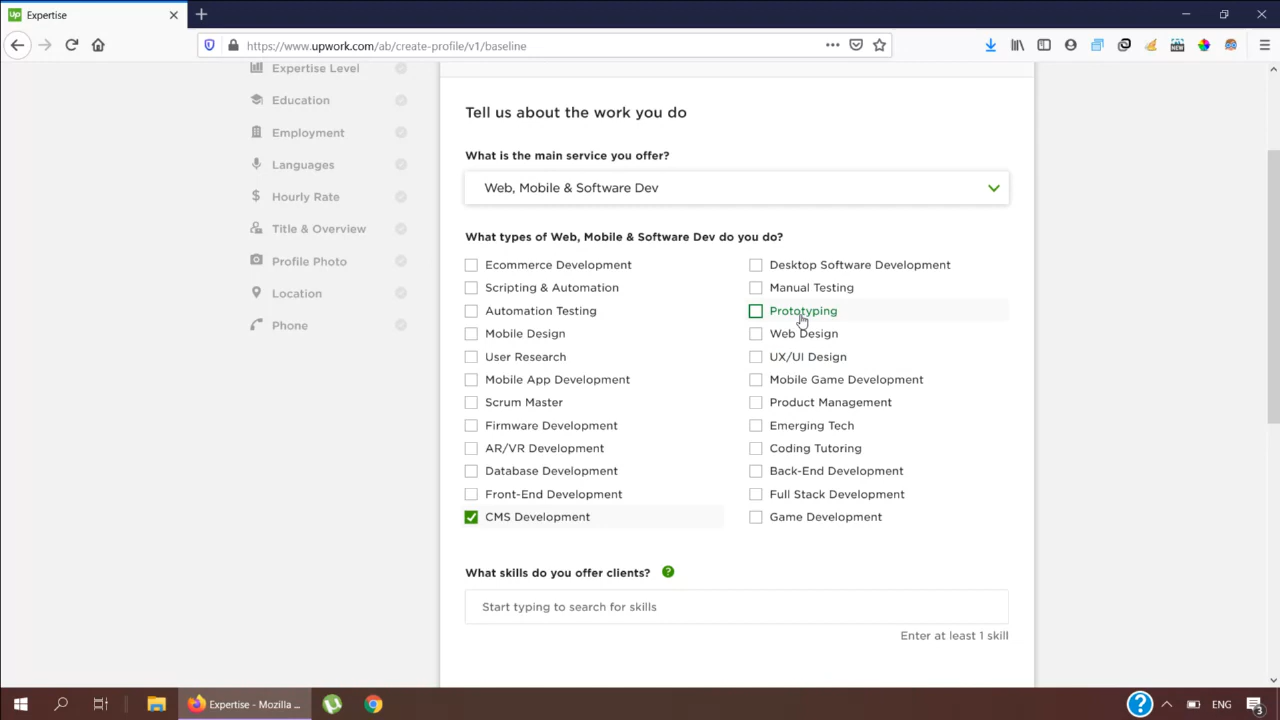 up Expertise
https://www.upwork.com/ab/create-profile/v1/baseline
NEW
Expertise Level
Education
Employment
Languages
$ Hourly Rate
Title & Overview
Profile Photo
Location
Phone
Tell us about the work you do
What is the main service you offer?
Web, Mobile & Software Dev
What types of Web, Mobile & Software Dev do you do?
Ecommerce Development Desktop Software Development
Scripting & Automation Manual Testing
Automation Testing Prototyping
Mobile Design Web Design
User Research UX/UI Design
Mobile App Development Mobile Game Development
Scrum Master Product Management
Firmware Development Emerging Tech
AR/VR Development Coding Tutoring
Database Development Back-End Development
Front-End Development Full Stack Development
CMS Development Game Development
What skills do you offer clients? ?
Start typing to search for skills
Enter at least 1 skill
Expertise - Mozilla ... ? ENG 3